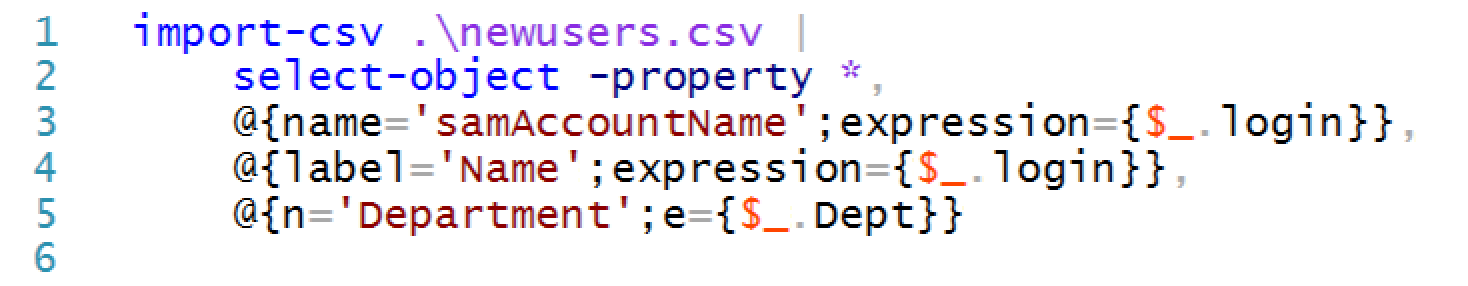 1 import-csv .\newusers.csv |
2 select-object -property *,
3 @{name='samAccountName';expression={$_.login}},
4 @{label='Name';expression={$_.login}},
5 @{n='Department';e={$_.Dept}}
6